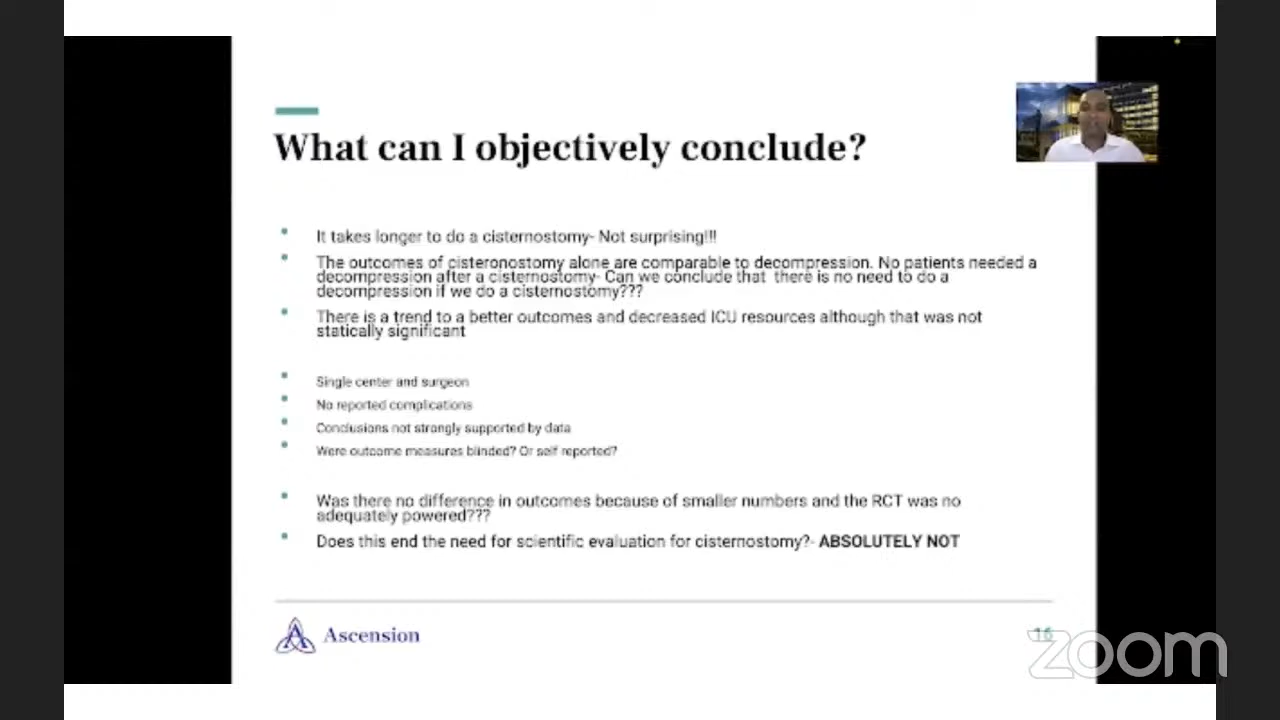 What can I objectively conclude?
It takes longer to do a cisternostomy- Not surprising!!!
The outcomes of cisteronostomy alone are comparable to decompression. No patients needed a
decompression after a cisternostomy- Can we conclude that there is no need to do a
decompression if we do a cisternostomy???
There is a trend to a better outcomes and decreased ICU resources although that was not
statically significant
Single center and surgeon
No reported complications
Conclusions not strongly supported by data
Were outcome measures blinded? Or self reported?
Was there no difference in outcomes because of smaller numbers and the RCT was no
adequately powered???
Does this end the need for scientific evaluation for cisternostomy?- ABSOLUTELY NOT
Ascension
16
zoom